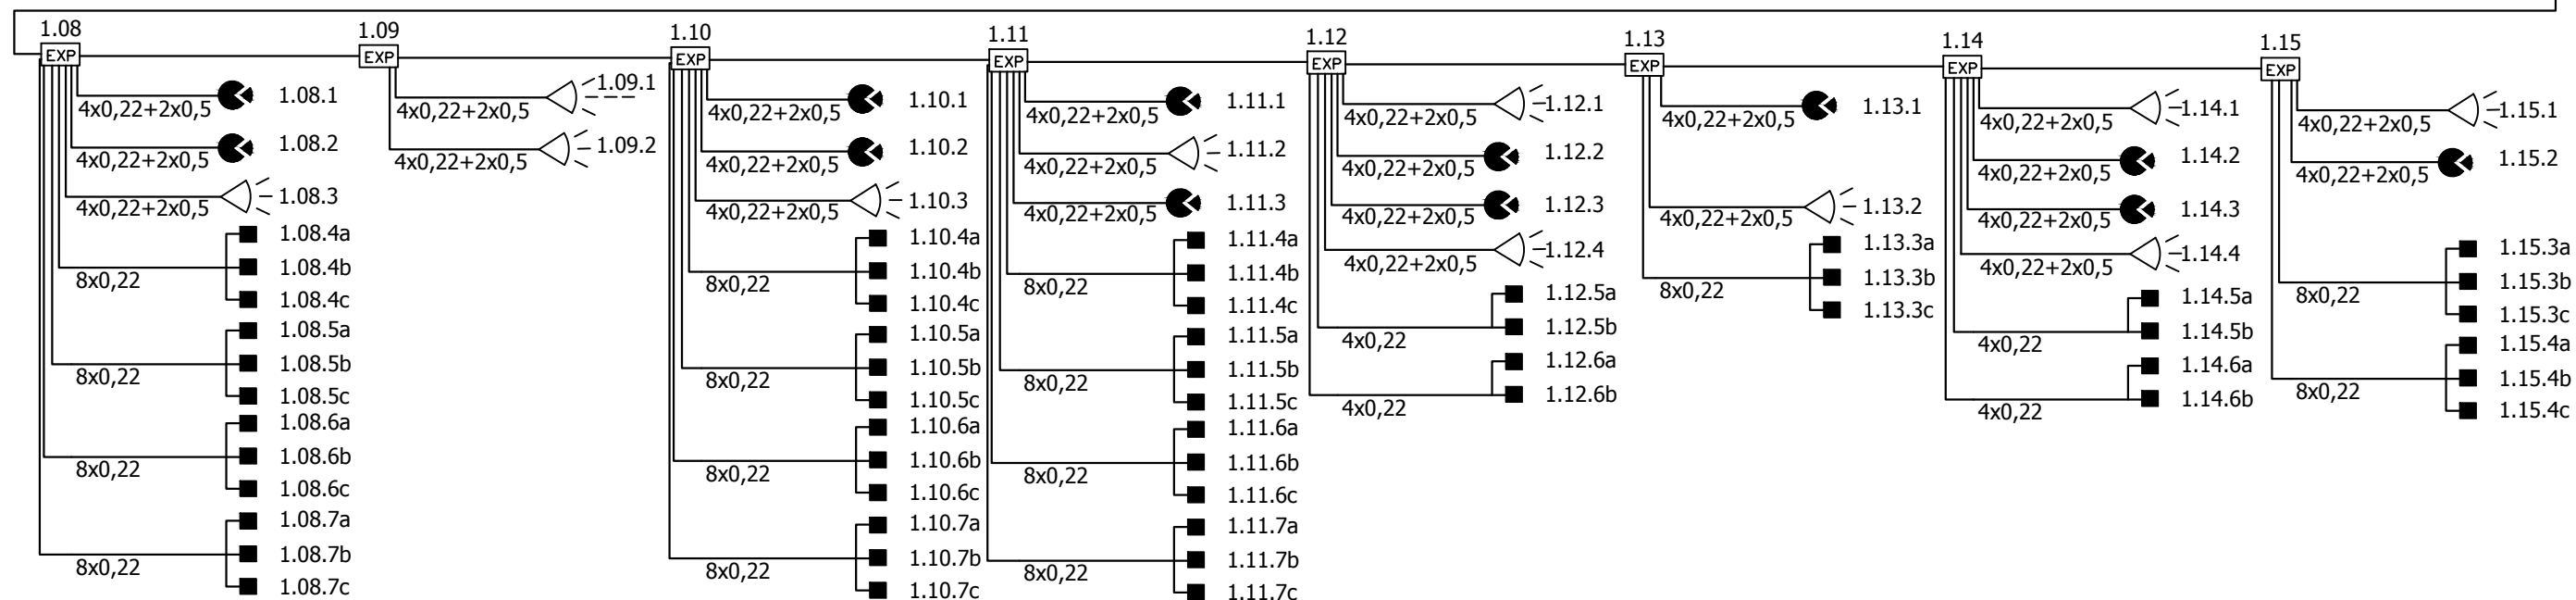 1.08
EXP
4x0,22+2x0,5
1.08.1
4x0,22+2x0,5
1.08.2
4x0,22+2x0,5
1.08.3
8x0,22
1.08.4a
1.08.4b
1.08.4c
8x0,22
1.08.5a
1.08.5b
1.08.5c
8x0,22
1.08.6a
1.08.6b
1.08.6c
8x0,22
1.08.7a
1.08.7b
1.08.7c
1.09
EXP
4x0,22+2x0,5
1.09.1
4x0,22+2x0,5
1.09.2
1.10
EXP
4x0,22+2x0,5
1.10.1
4x0,22+2x0,5
1.10.2
4x0,22+2x0,5
1.10.3
8x0,22
1.10.4a
1.10.4b
1.10.4c
8x0,22
1.10.5a
1.10.5b
1.10.5c
8x0,22
1.10.6a
1.10.6b
1.10.6c
8x0,22
1.10.7a
1.10.7b
1.10.7c
1.11
EXP
4x0,22+2x0,5
1.11.1
4x0,22+2x0,5
1.11.2
4x0,22+2x0,5
1.11.3
8x0,22
1.11.4a
1.11.4b
1.11.4c
8x0,22
1.11.5a
1.11.5b
1.11.5c
8x0,22
1.11.6a
1.11.6b
1.11.6c
8x0,22
1.11.7a
1.11.7b
1.11.7c
1.12
EXP
4x0,22+2x0,5
1.12.1
4x0,22+2x0,5
1.12.2
4x0,22+2x0,5
1.12.3
4x0,22+2x0,5
1.12.4
4x0,22
1.12.5a
1.12.5b
4x0,22
1.12.6a
1.12.6b
1.13
EXP
4x0,22+2x0,5
1.13.1
4x0,22+2x0,5
1.13.2
8x0,22
1.13.3a
1.13.3b
1.13.3c
1.14
EXP
4x0,22+2x0,5
1.14.1
4x0,22+2x0,5
1.14.2
4x0,22+2x0,5
1.14.3
4x0,22+2x0,5
1.14.4
4x0,22
1.14.5a
1.14.5b
4x0,22
1.14.6a
1.14.6b
1.15
EXP
4x0,22+2x0,5
1.15.1
4x0,22+2x0,5
1.15.2
8x0,22
1.15.3a
1.15.3b
1.15.3c
8x0,22
1.15.4a
1.15.4b
1.15.4c